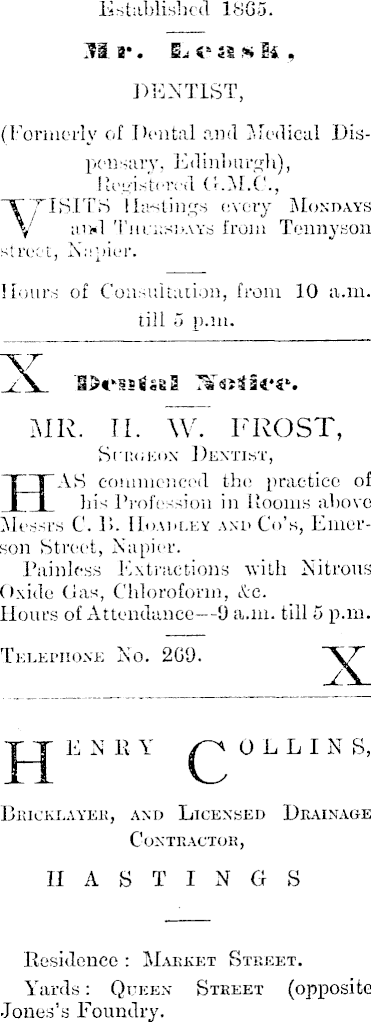 Established 1865.
Mr. Leask,
DENTIST,
(Formerly of Dental and Medical Dis-
pensary, Edinburgh),
Registered G.M.C.,
VISITS Hastings every MONDAYS
and THURSDAYS from Tennyson
street, Napier.
Hours of Consultation, from 10 a.m.
till 5 p.m.
X Dental Notice.
MR. H. W. FROST,
SURGEON DENTIST,
HAS commenced the practice of
his Profession in Rooms above
Messrs C. B. HOADLEY AND Co's, Emer-
son Street, Napier.
Painless Extractions with Nitrous
Oxide Gas, Chloroform, &c.
Hours of Attendance—9 a.m. till 5 p.m.
TELEPHONE No. 269. X
HENRY COLLINS,
BRICKLAYER, AND LICENSED DRAINAGE
CONTRACTOR,
HASTINGS
Residence : MARKET STREET.
Yards : QUEEN STREET (opposite
Jones's Foundry.